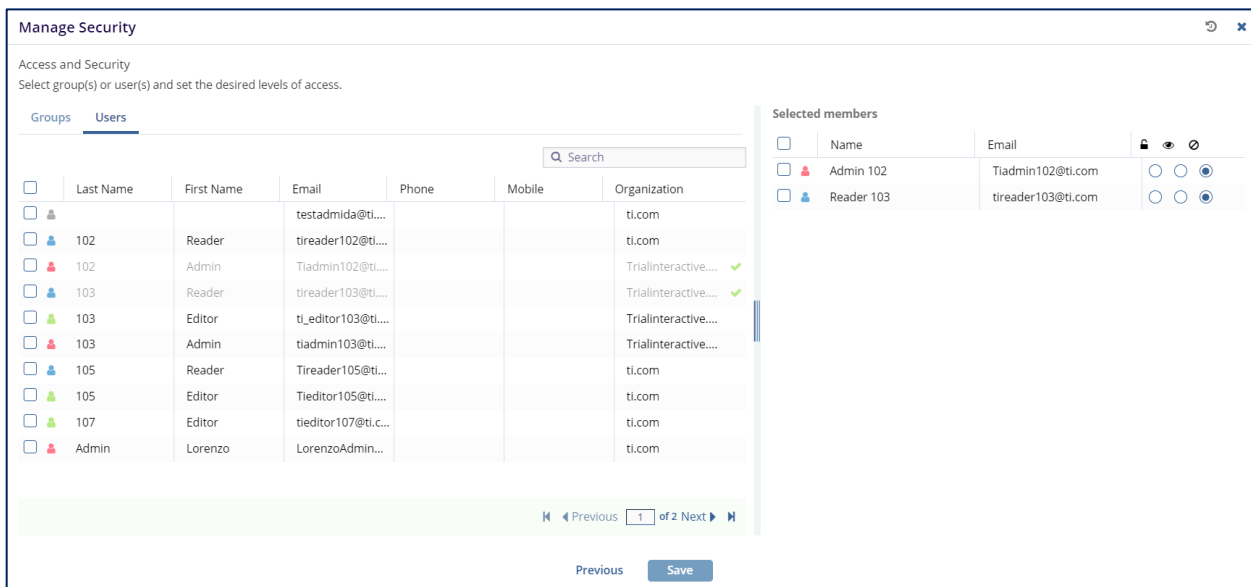 Manage Security
Access and Security
Select group(s) or user(s) and set the desired levels of access.
Groups Users
Search
Last Name First Name Email Phone Mobile Organization
testadmida@ti.... ti.com
102 Reader tireader102@ti.... ti.com
102 Admin Tiadmin102@ti.... Trialinteractive....
103 Reader tireader103@ti.... Trialinteractive....
103 Editor ti_editor103@ti.... Trialinteractive....
103 Admin tiadmin103@ti.... Trialinteractive....
105 Reader Tireader105@ti.... ti.com
105 Editor Tieditor105@ti.... ti.com
107 Editor tieditor107@ti.c... ti.com
Admin Lorenzo LorenzoAdmin... ti.com
Previous 1 of 2 Next
Selected members
Name Email
Admin 102 Tiadmin102@ti.com
Reader 103 tireader103@ti.com
Previous Save